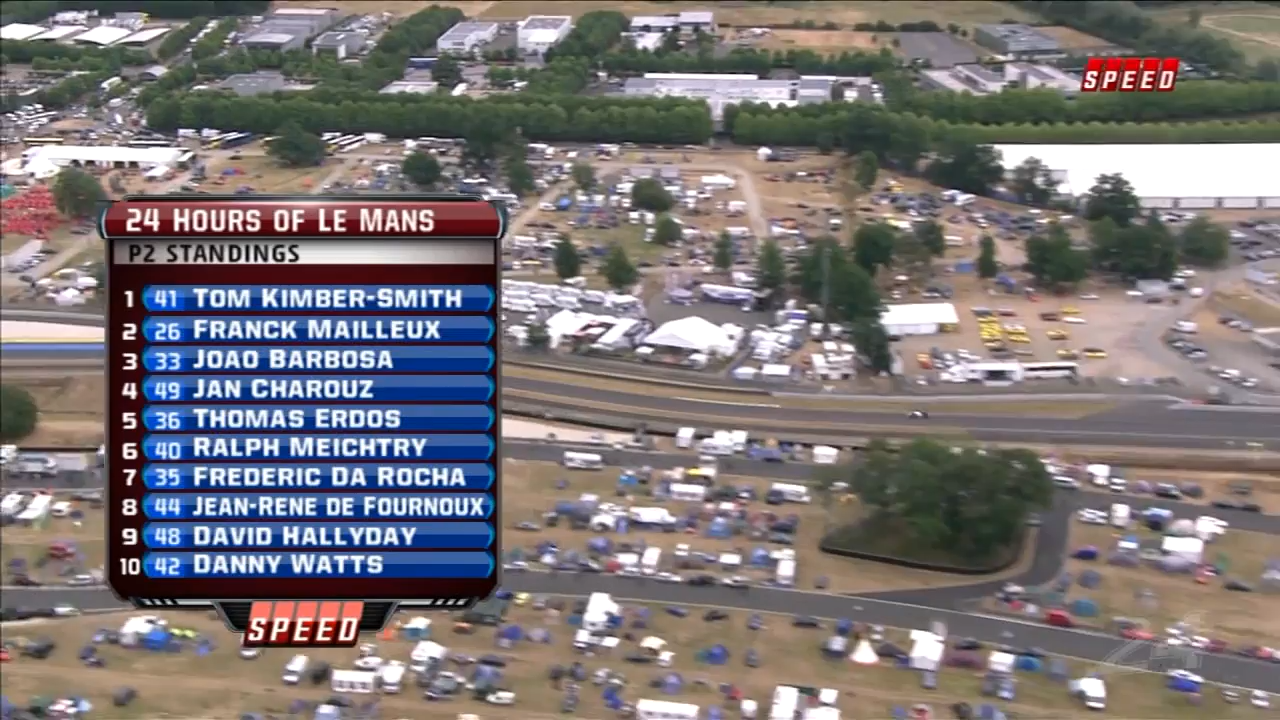 SPEED
24 HOURS OF LE MANS
P2 STANDINGS
1 41 TOM KIMBER-SMITH
2 26 FRANCK MAILLEUX
3 33 JOAO BARBOSA
4 49 JAN CHAROUZ
5 36 THOMAS ERDOS
6 40 RALPH MEICHTRY
7 35 FREDERIC DA ROCHA
8 44 JEAN-RENE DE FOURNOUX
9 48 DAVID HALLYDAY
10 42 DANNY WATTS
SPEED